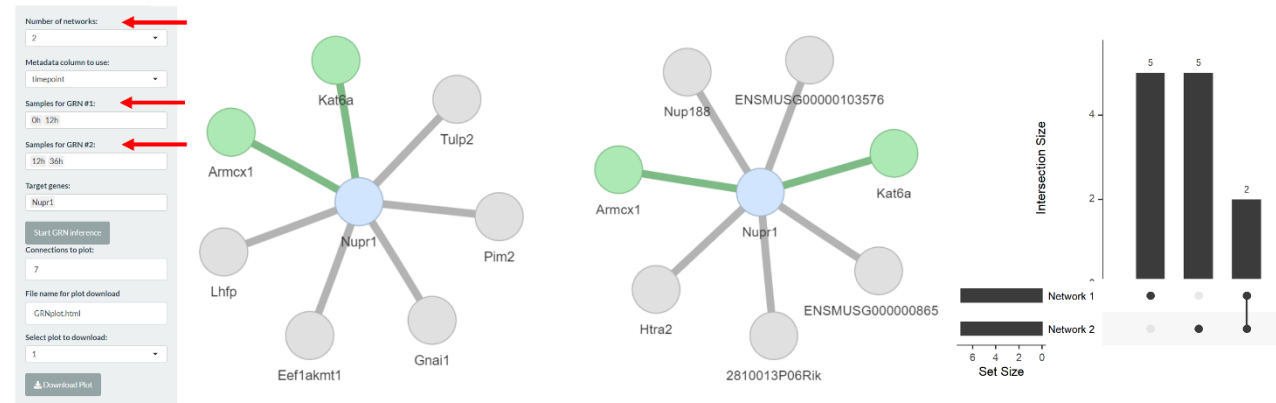 Number of networks:
2
Metadata column to use:
timepoint
Samples for GRN #1:
0h 12h
Samples for GRN #2:
12h 36h
Target genes:
Nupr1
Start GRN inference
Connections to plot:
7
File name for plot download
GRNplot.html
Select plot to download:
1
Download Plot
Kat6a
Tulp2
Armcx1
Nupr1
Pim2
Lhfp
Gnai1
Eef1akmt1
Nup188
ENSMUSG00000103576
Kat6a
Armcx1
Nupr1
ENSMUSG000000865
Htra2
2810013P06Rik
5 5
4
Intersection Size
2
2
Network 1
Network 2
6 4 2 0
Set Size